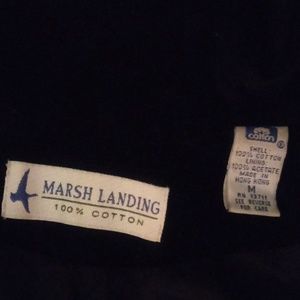 MARSH LANDING
100% COTTON
cotton
SHELL:
100% COTTON
LINING:
100% ACETATE
MADE IN
HONG KONG
M
SEE REVERSE
FOR CARE